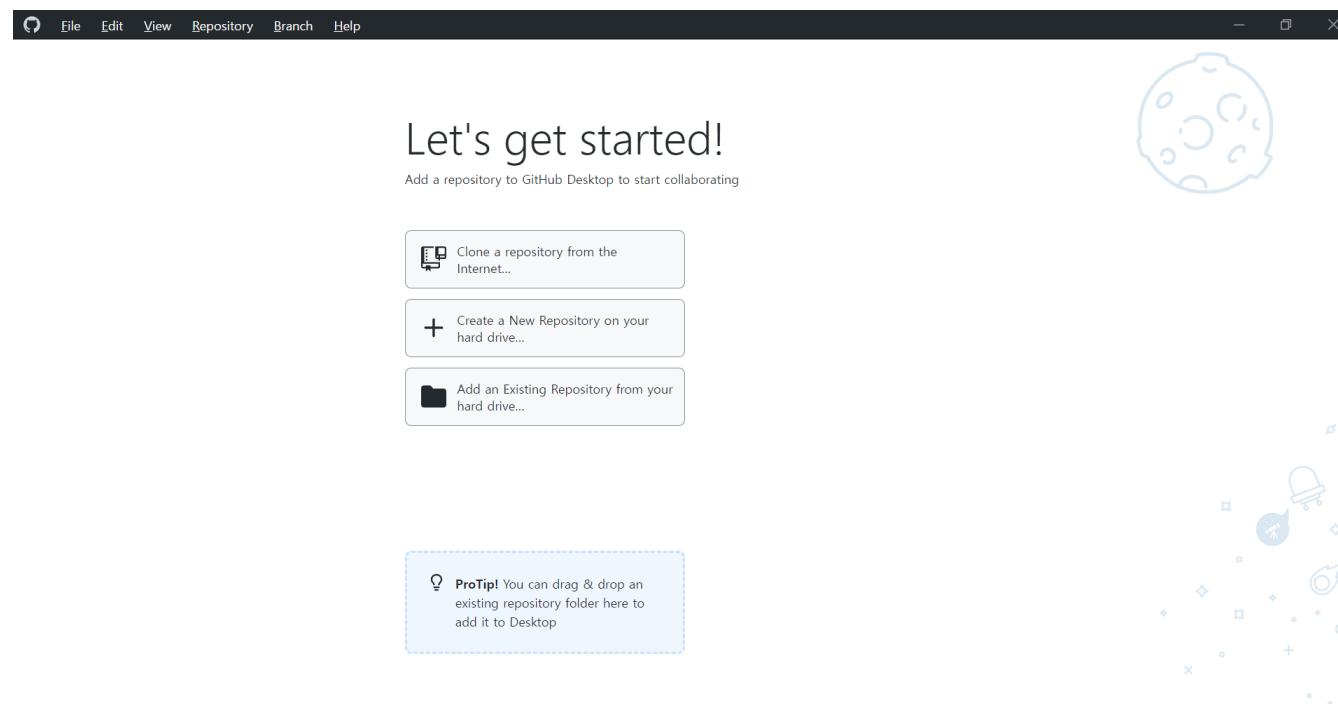 File Edit View Repository Branch Help
Let's get started!
Add a repository to GitHub Desktop to start collaborating
Clone a repository from the
Internet...
Create a New Repository on your
hard drive...
Add an Existing Repository from your
hard drive...
ProTip! You can drag & drop an
existing repository folder here to
add it to Desktop